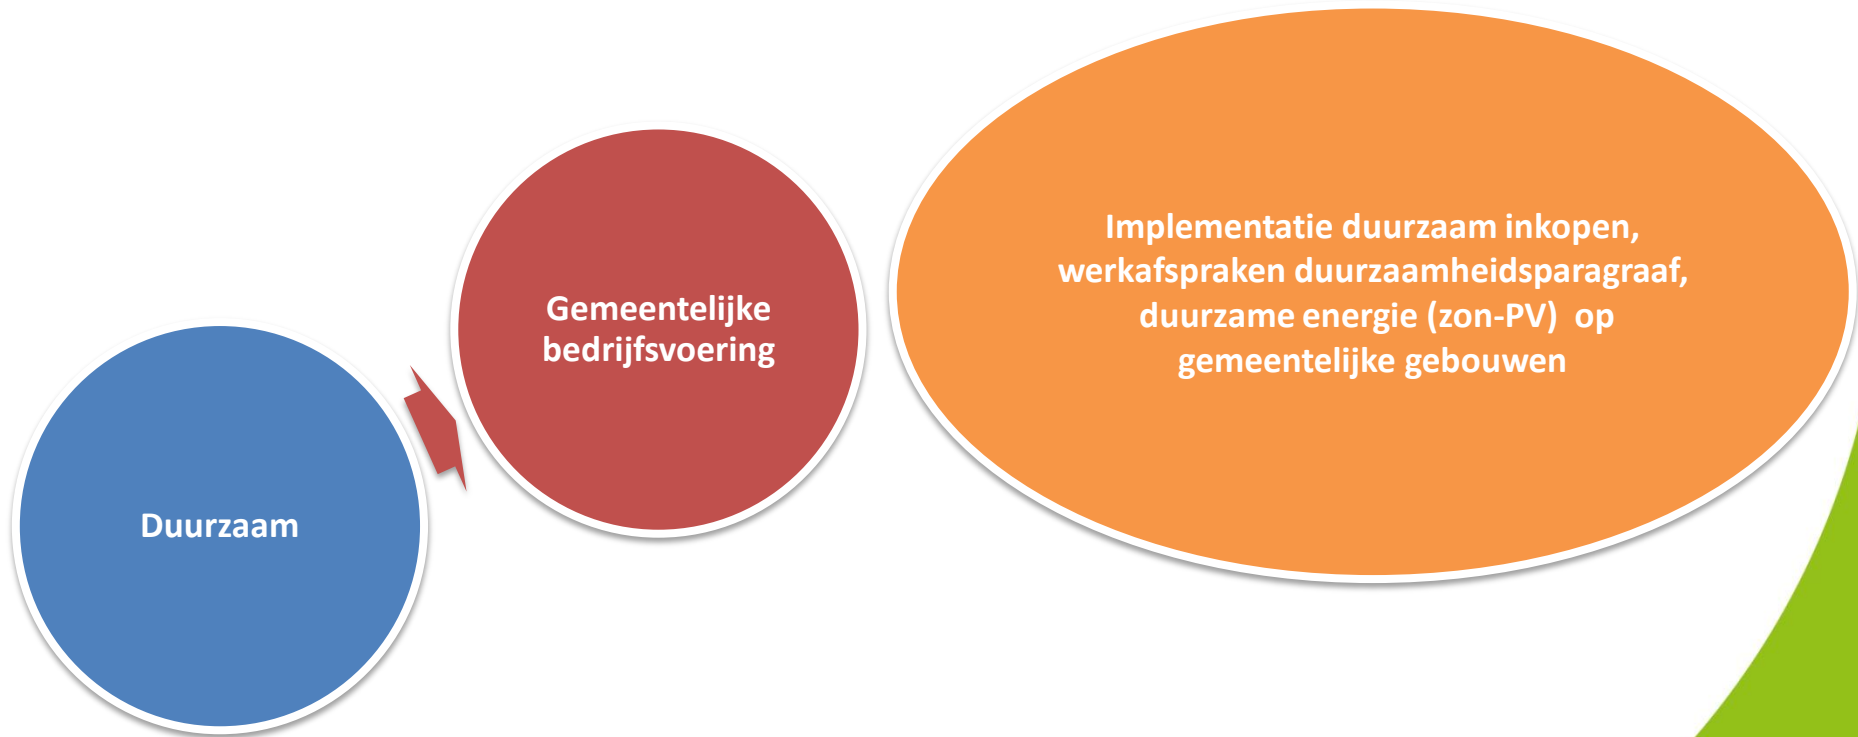 Duurzaam
Gemeentelijke
bedrijfsvoering
Implementatie duurzaam inkopen,
werkafspraken duurzaamheidsparagraaf,
duurzame energie (zon-PV) op
gemeentelijke gebouwen